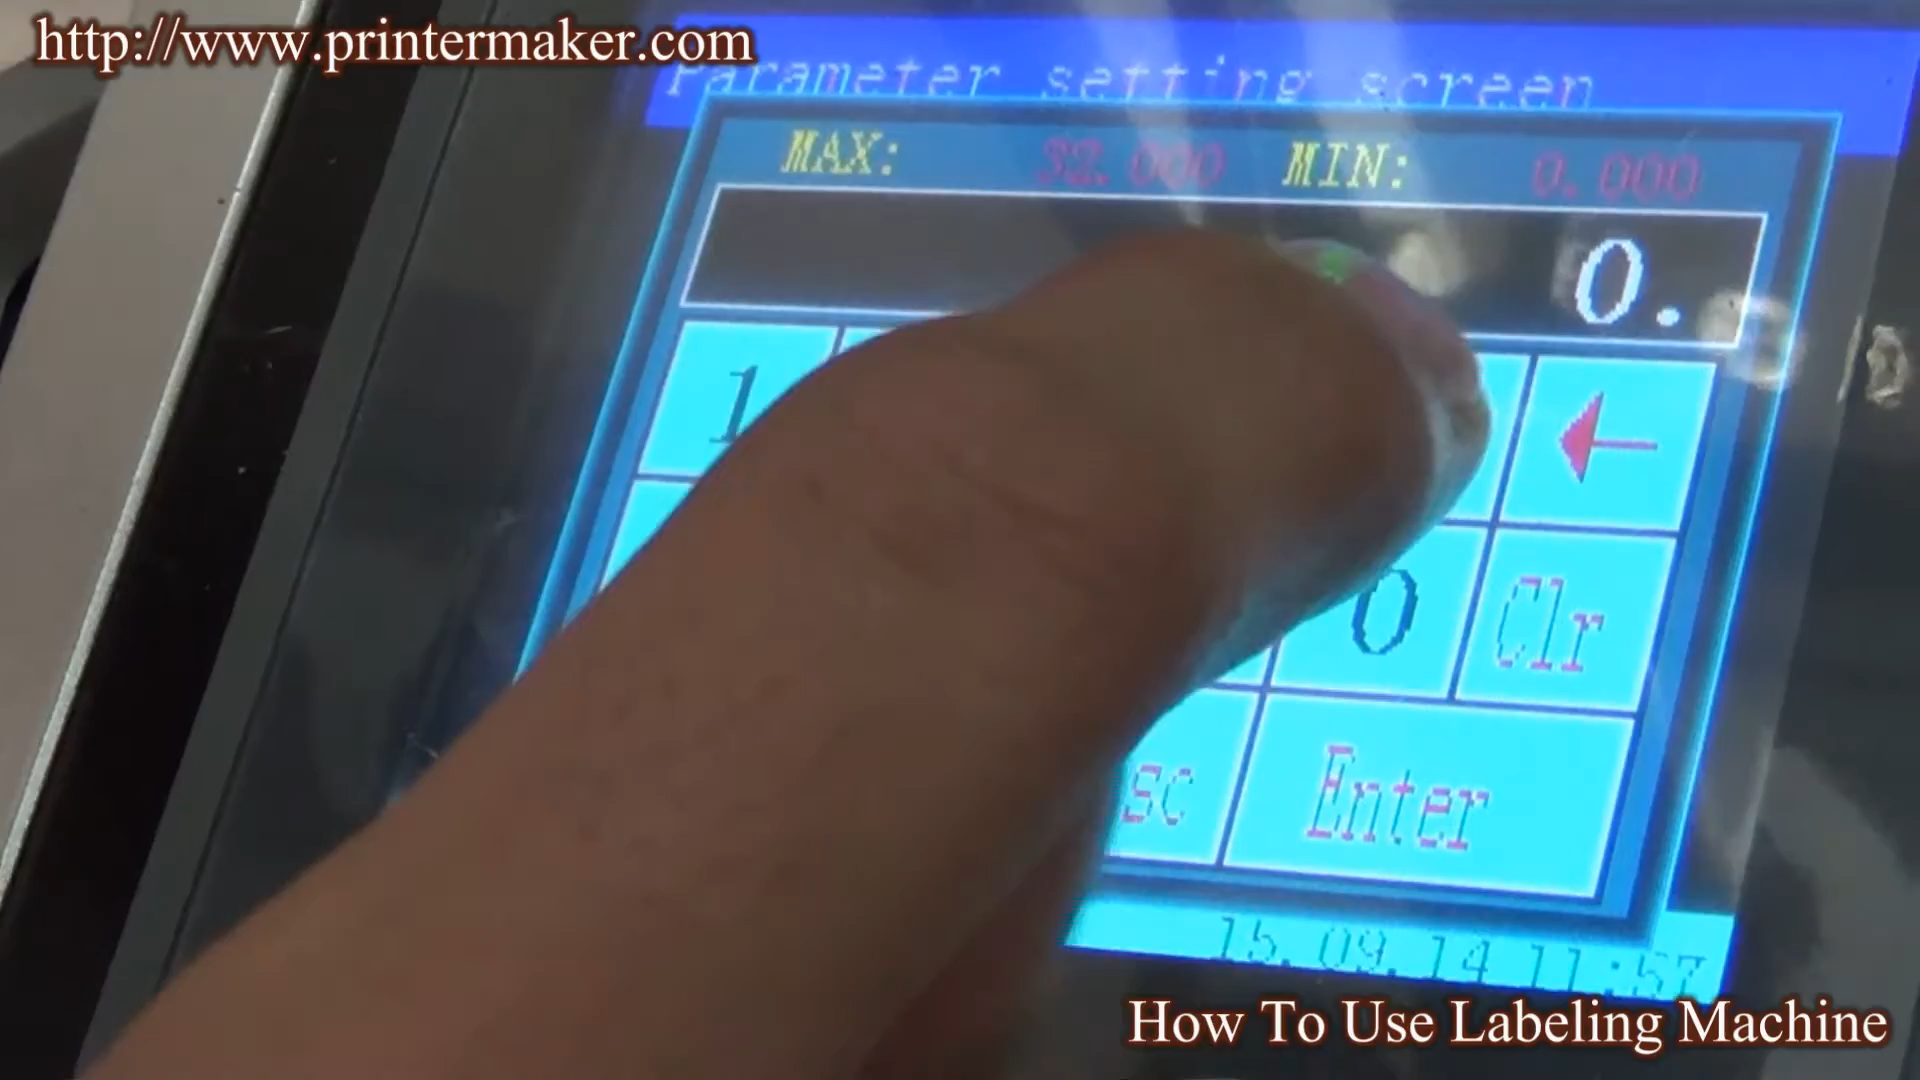 http://www.printermaker.com
Parameter setting screen
MAX: 32.000 MIN: 0.000
0.
1 ←
0 Clr
sc Enter
15.09.14 11:57
How To Use Labeling Machine